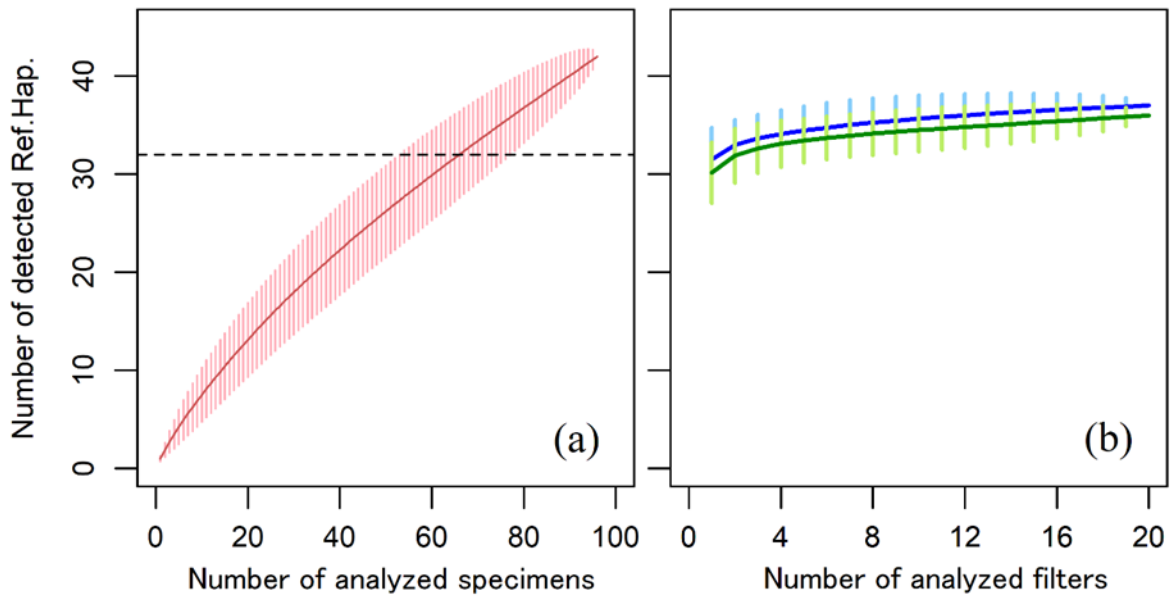 Number of detected Ref.Hap.
40
30
20
10
0
(a)
(b)
0 20 40 60 80 100
0 4 8 12 16 20
Number of analyzed specimens
Number of analyzed filters